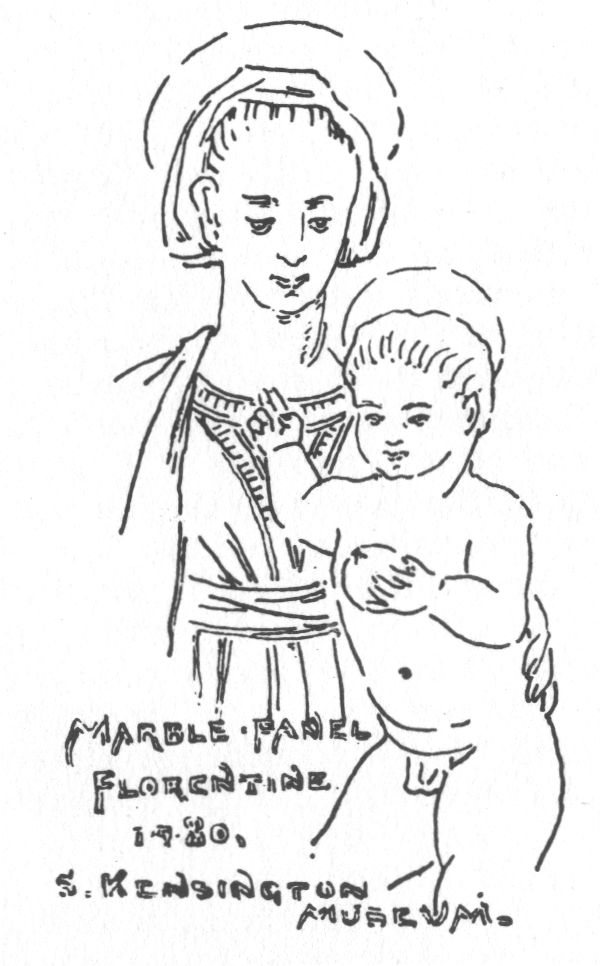 MARBLE · PANEL
FLORENTINE
1480.
S. KENSINGTON
MUSEUM.